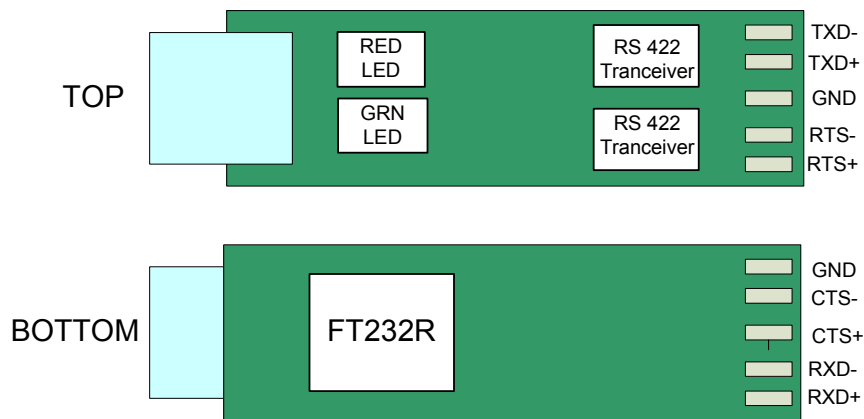 TOP
RED
LED
GRN
LED
RS 422
Tranceiver
RS 422
Tranceiver
TXD-
TXD+
GND
RTS-
RTS+
BOTTOM
FT232R
GND
CTS-
CTS+
RXD-
RXD+